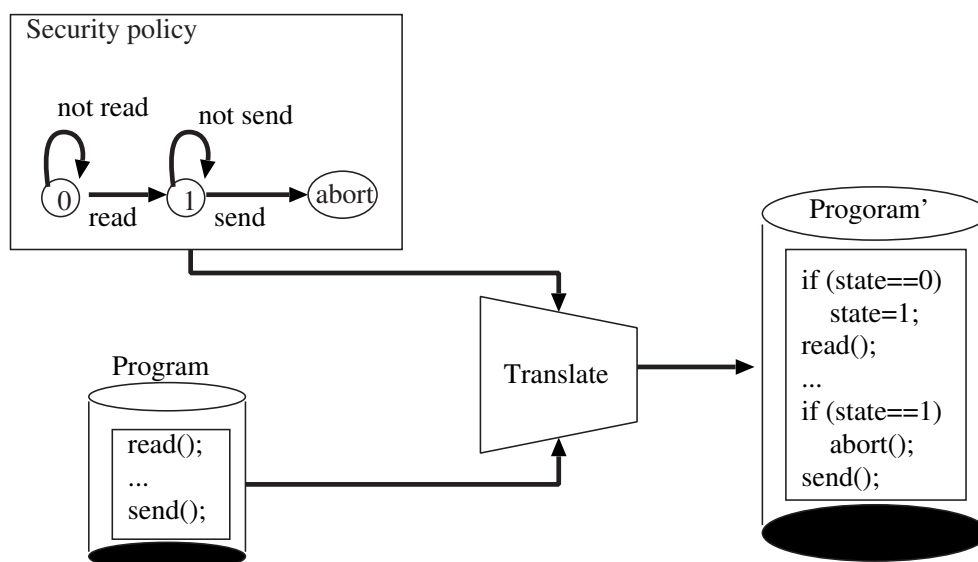 Security policy
not read
not send
0
1
abort
read
send
Program
read();
...
send();
Translate
Progoram’
if (state==0)
state=1;
read();
...
if (state==1)
abort();
send();